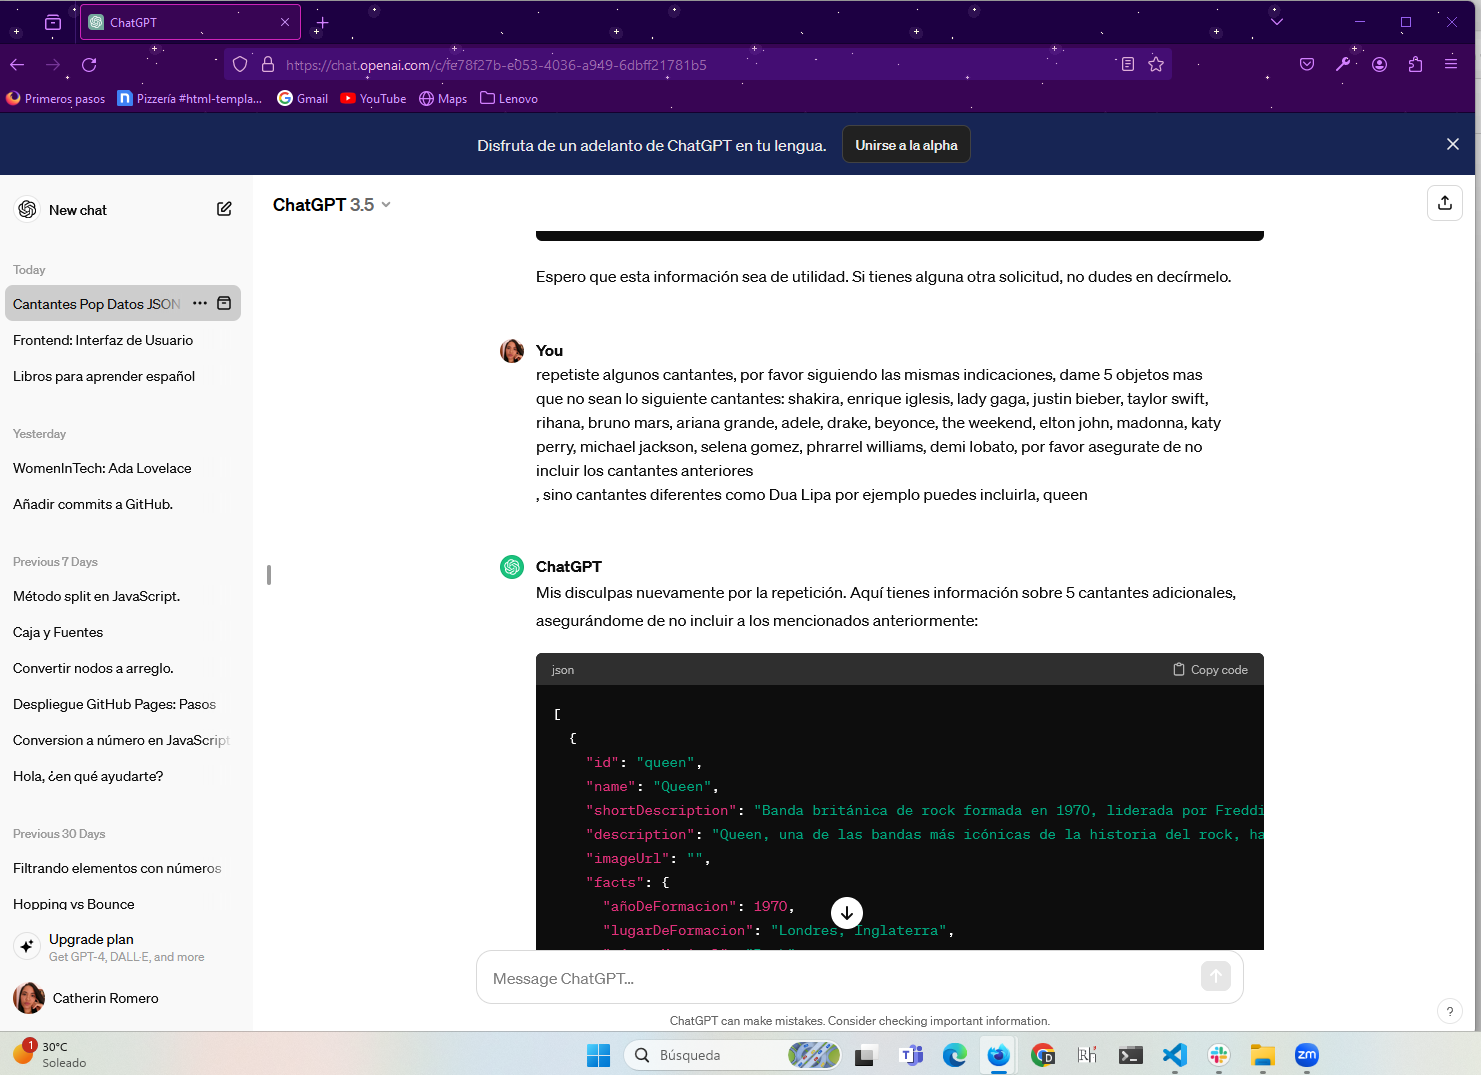 ChatGPT
https://chat.openai.com/c/fe78f27b-e053-4036-a949-6dbff21781b5
Primeros pasos
Pizzería #html-templa...
Gmail
YouTube
Maps
Lenovo
Disfruta de un adelanto de ChatGPT en tu lengua.
Unirse a la alpha
New chat
ChatGPT 3.5
Today
Cantantes Pop Datos JSON
Frontend: Interfaz de Usuario
Libros para aprender español
Yesterday
WomenInTech: Ada Lovelace
Añadir commits a GitHub.
Previous 7 Days
Método split en JavaScript.
Caja y Fuentes
Convertir nodos a arreglo.
Despliegue GitHub Pages: Pasos
Conversion a número en JavaScript
Hola, ¿en qué ayudarte?
Previous 30 Days
Filtrando elementos con números
Hopping vs Bounce
Upgrade plan
Get GPT-4, DALL·E, and more
Catherin Romero
Espero que esta información sea de utilidad. Si tienes alguna otra solicitud, no dudes en decírmelo.
You
repetiste algunos cantantes, por favor siguiendo las mismas indicaciones, dame 5 objetos mas
que no sean lo siguiente cantantes: shakira, enrique iglesis, lady gaga, justin bieber, taylor swift,
rihana, bruno mars, ariana grande, adele, drake, beyonce, the weekend, elton john, madonna, katy
perry, michael jackson, selena gomez, phrarrel williams, demi lobato, por favor asegurate de no
incluir los cantantes anteriores
, sino cantantes diferentes como Dua Lipa por ejemplo puedes incluirla, queen
ChatGPT
Mis disculpas nuevamente por la repetición. Aquí tienes información sobre 5 cantantes adicionales,
asegurándome de no incluir a los mencionados anteriormente:
json
Copy code
[
{
"id": "queen",
"name": "Queen",
"shortDescription": "Banda británica de rock formada en 1970, liderada por Freddi
"description": "Queen, una de las bandas más icónicas de la historia del rock, ha
"imageUrl": "",
"facts": {
"añoDeFormacion": 1970,
"lugarDeFormacion": "Londres, Inglaterra",
Message ChatGPT...
ChatGPT can make mistakes. Consider checking important information.
?
1
30°C
Soleado
Búsqueda
zm